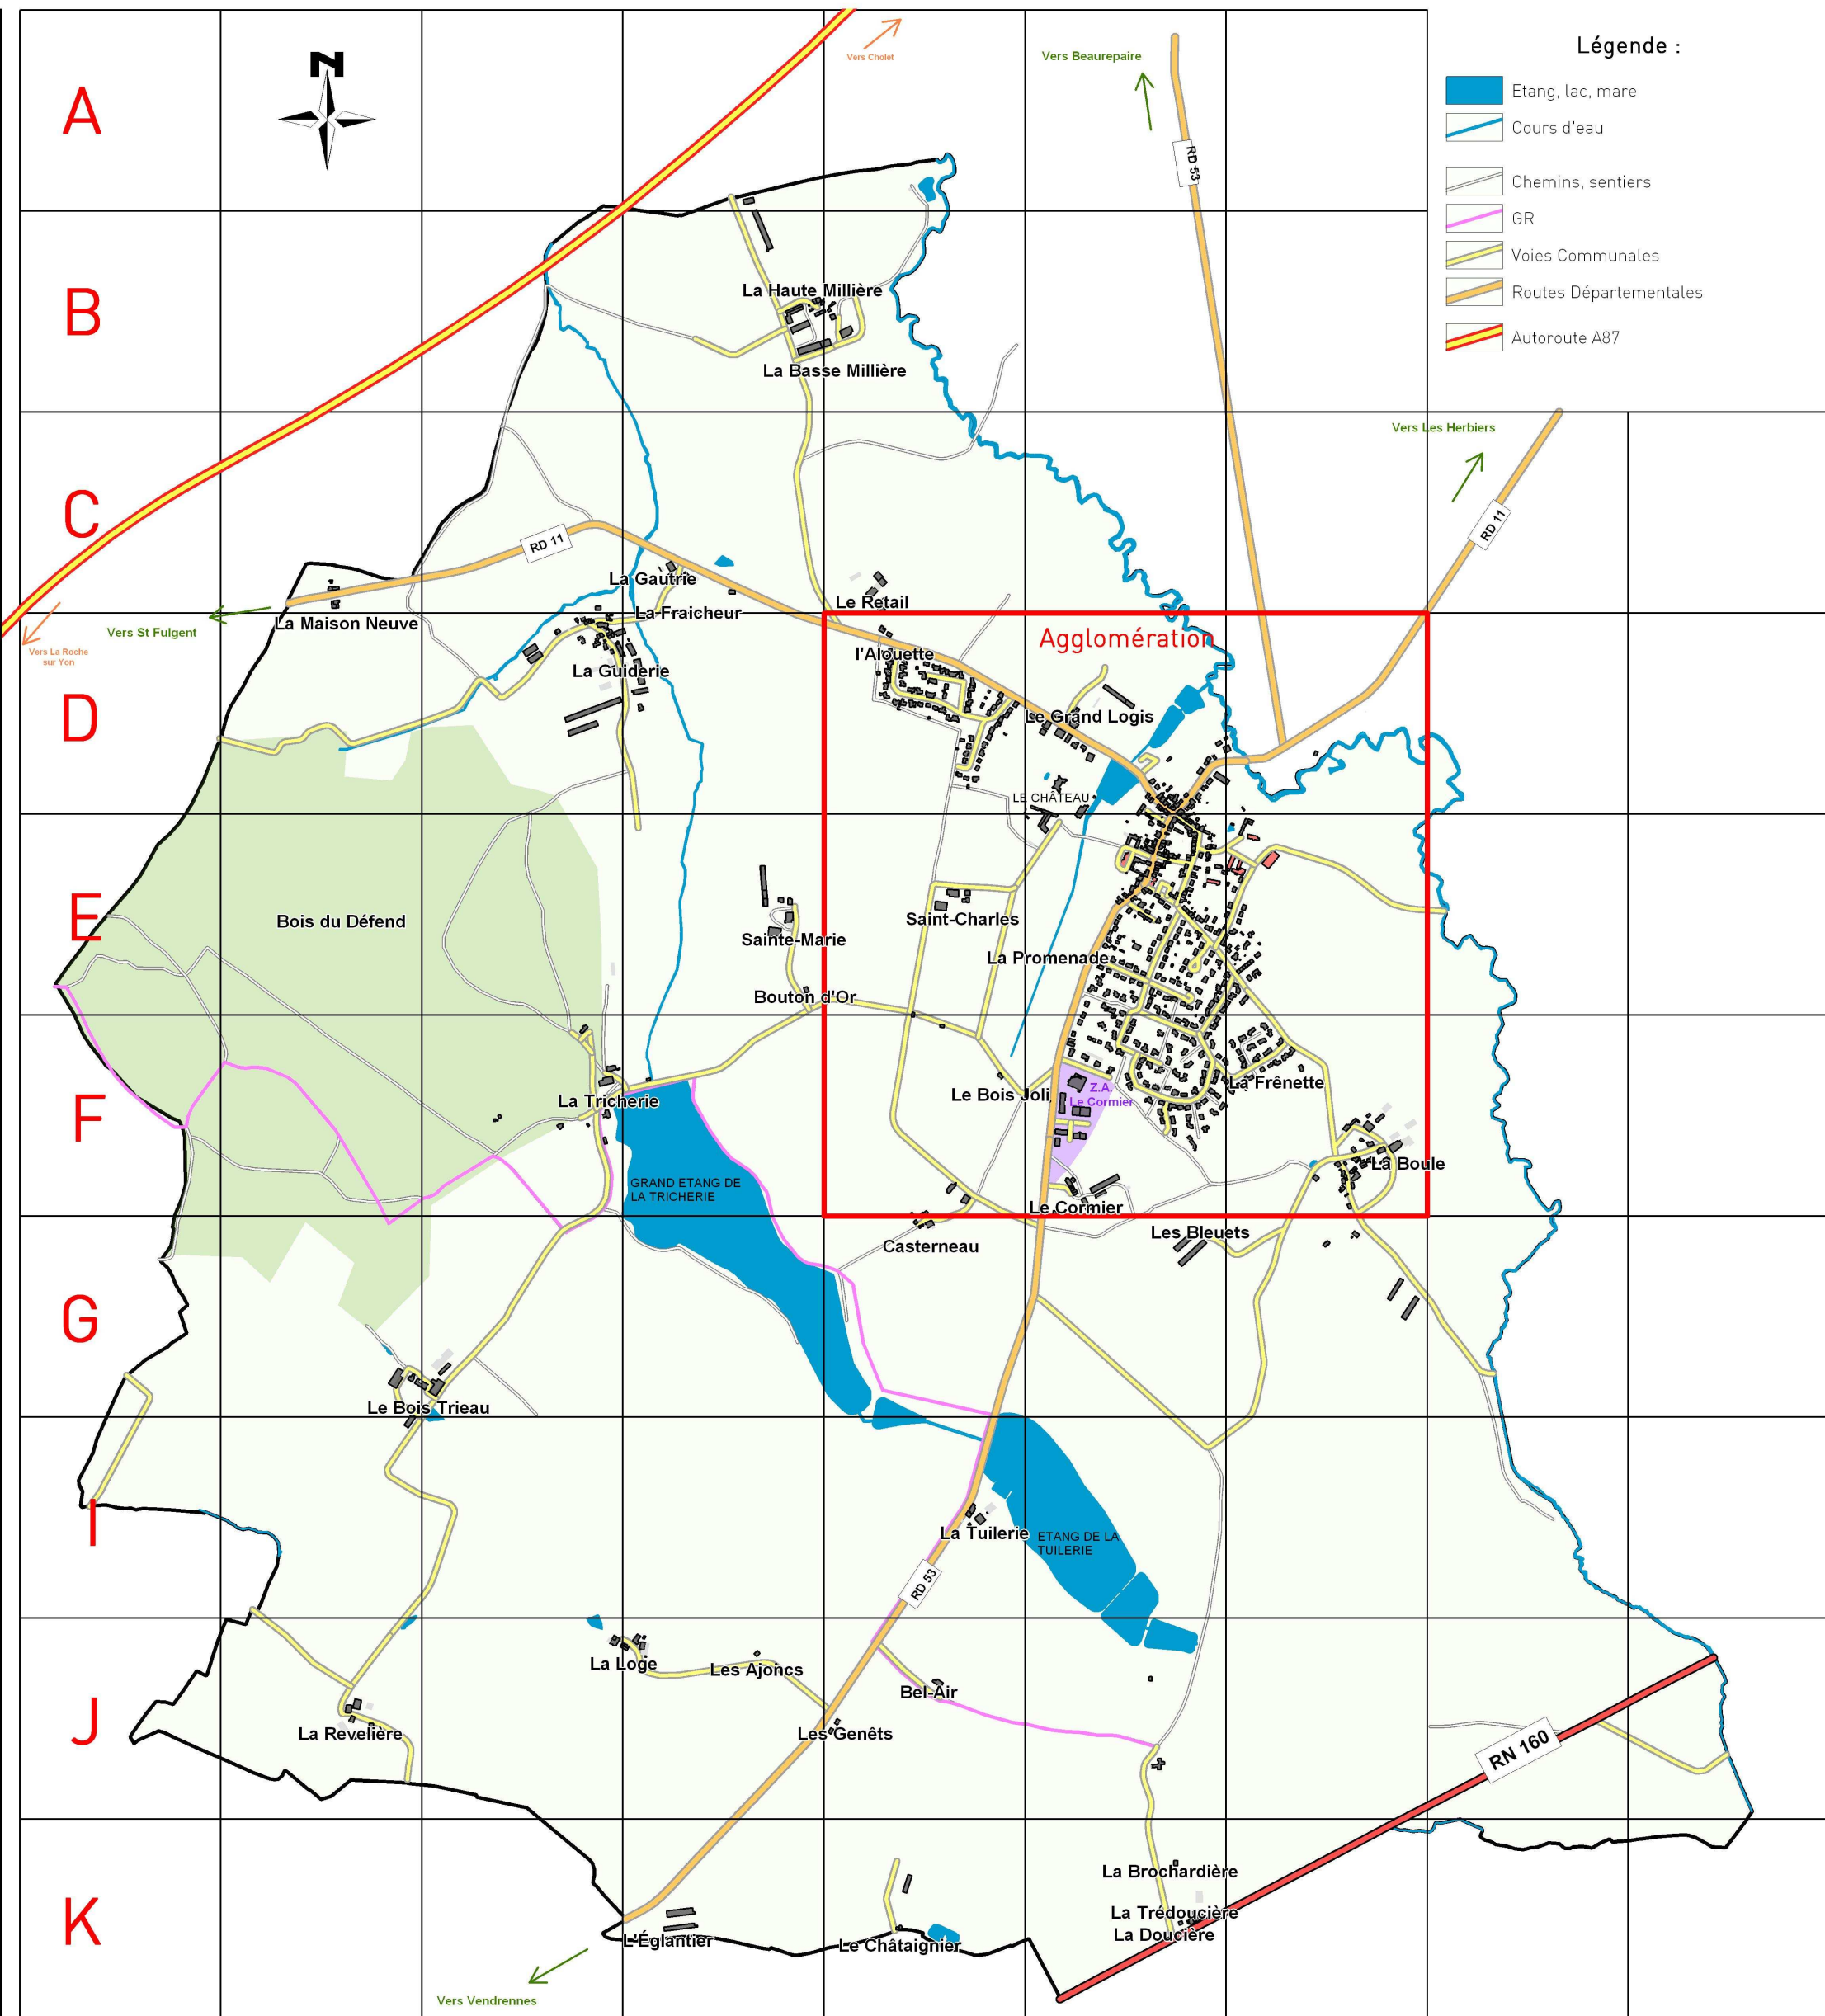 N
Vers Cholet
Vers Beaurepaire
Légende :
Etang, lac, mare
Cours d'eau
Chemins, sentiers
GR
Voies Communales
Routes Départementales
Autoroute A87
A
RD 53
B
La Haute Millière
La Basse Millière
Vers Les Herbiers
C
RD 11
RD 11
La Gautrie
Le Retail
La Fraicheur
La Maison Neuve
Vers St Fulgent
Vers La Roche
sur Yon
Agglomération
l'Alouette
La Guiderie
D
Le Grand Logis
LE CHÂTEAU
E
Bois du Défend
Saint-Charles
Sainte-Marie
La Promenade
Bouton d'Or
F
La Tricherie
Le Bois Joli
Z.A.
Le Cormier
La Frênette
La Boule
GRAND ETANG DE
LA TRICHERIE
Le Cormier
Les Bleuets
Casterneau
G
Le Bois Trieau
I
La Tuilerie
ETANG DE LA
TUILERIE
RD 53
La Loge
Les Ajoncs
Bel-Air
J
La Revelière
Les Genêts
RN 160
La Brochardière
K
La Trédoucière
La Doucière
L'Églantier
Le Châtaignier
Vers Vendrennes